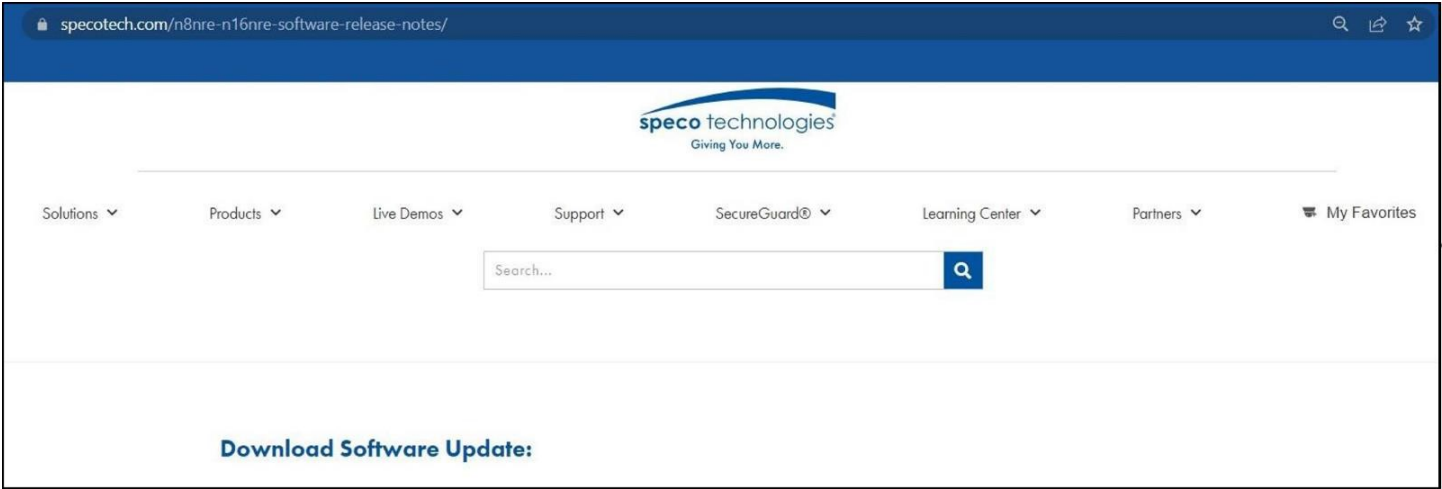 specotech.com/n8nre-n16nre-software-release-notes/
speco technologies®
Giving You More.
Solutions Products Live Demos Support SecureGuard® Learning Center Partners My Favorites
Search...
Download Software Update: